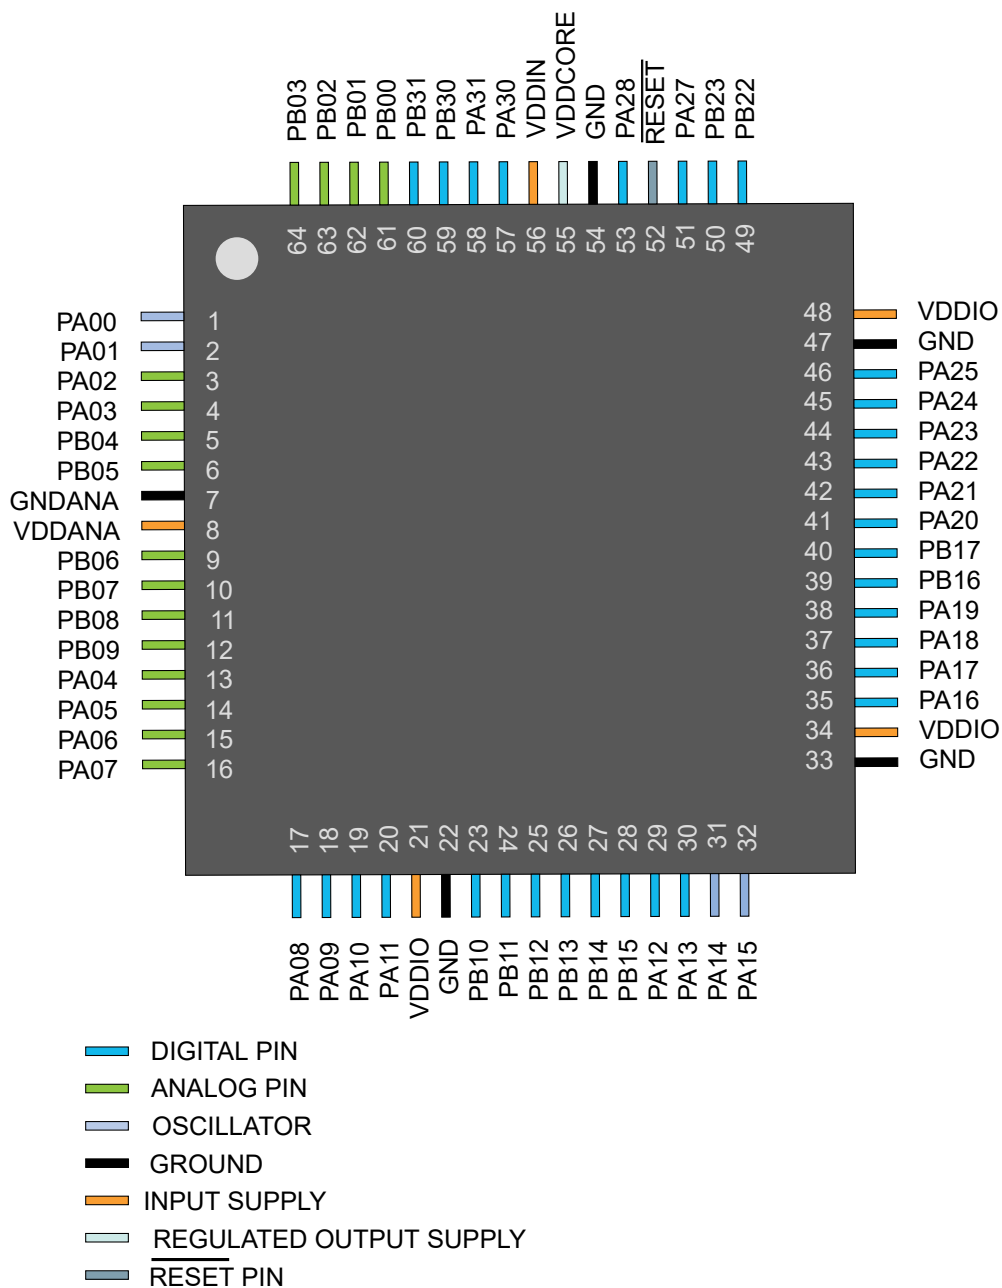 PB03
PB02
PB01
PB00
PB31
PB30
PA31
PA30
VDDIN
VDDCORE
GND
PA28
RESET
PA27
PB23
PB22
64
63
62
61
60
59
58
57
56
55
54
53
52
51
50
49
PA00 1
PA01 2
PA02 3
PA03 4
PB04 5
PB05 6
GNDANA 7
VDDANA 8
PB06 9
PB07 10
PB08 11
PB09 12
PA04 13
PA05 14
PA06 15
PA07 16
48 VDDIO
47 GND
46 PA25
45 PA24
44 PA23
43 PA22
42 PA21
41 PA20
40 PB17
39 PB16
38 PA19
37 PA18
36 PA17
35 PA16
34 VDDIO
33 GND
17
18
19
20
21
22
23
24
25
26
27
28
29
30
31
32
PA08
PA09
PA10
PA11
VDDIO
GND
PB10
PB11
PB12
PB13
PB14
PB15
PA12
PA13
PA14
PA15
DIGITAL PIN
ANALOG PIN
OSCILLATOR
GROUND
INPUT SUPPLY
REGULATED OUTPUT SUPPLY
RESET PIN